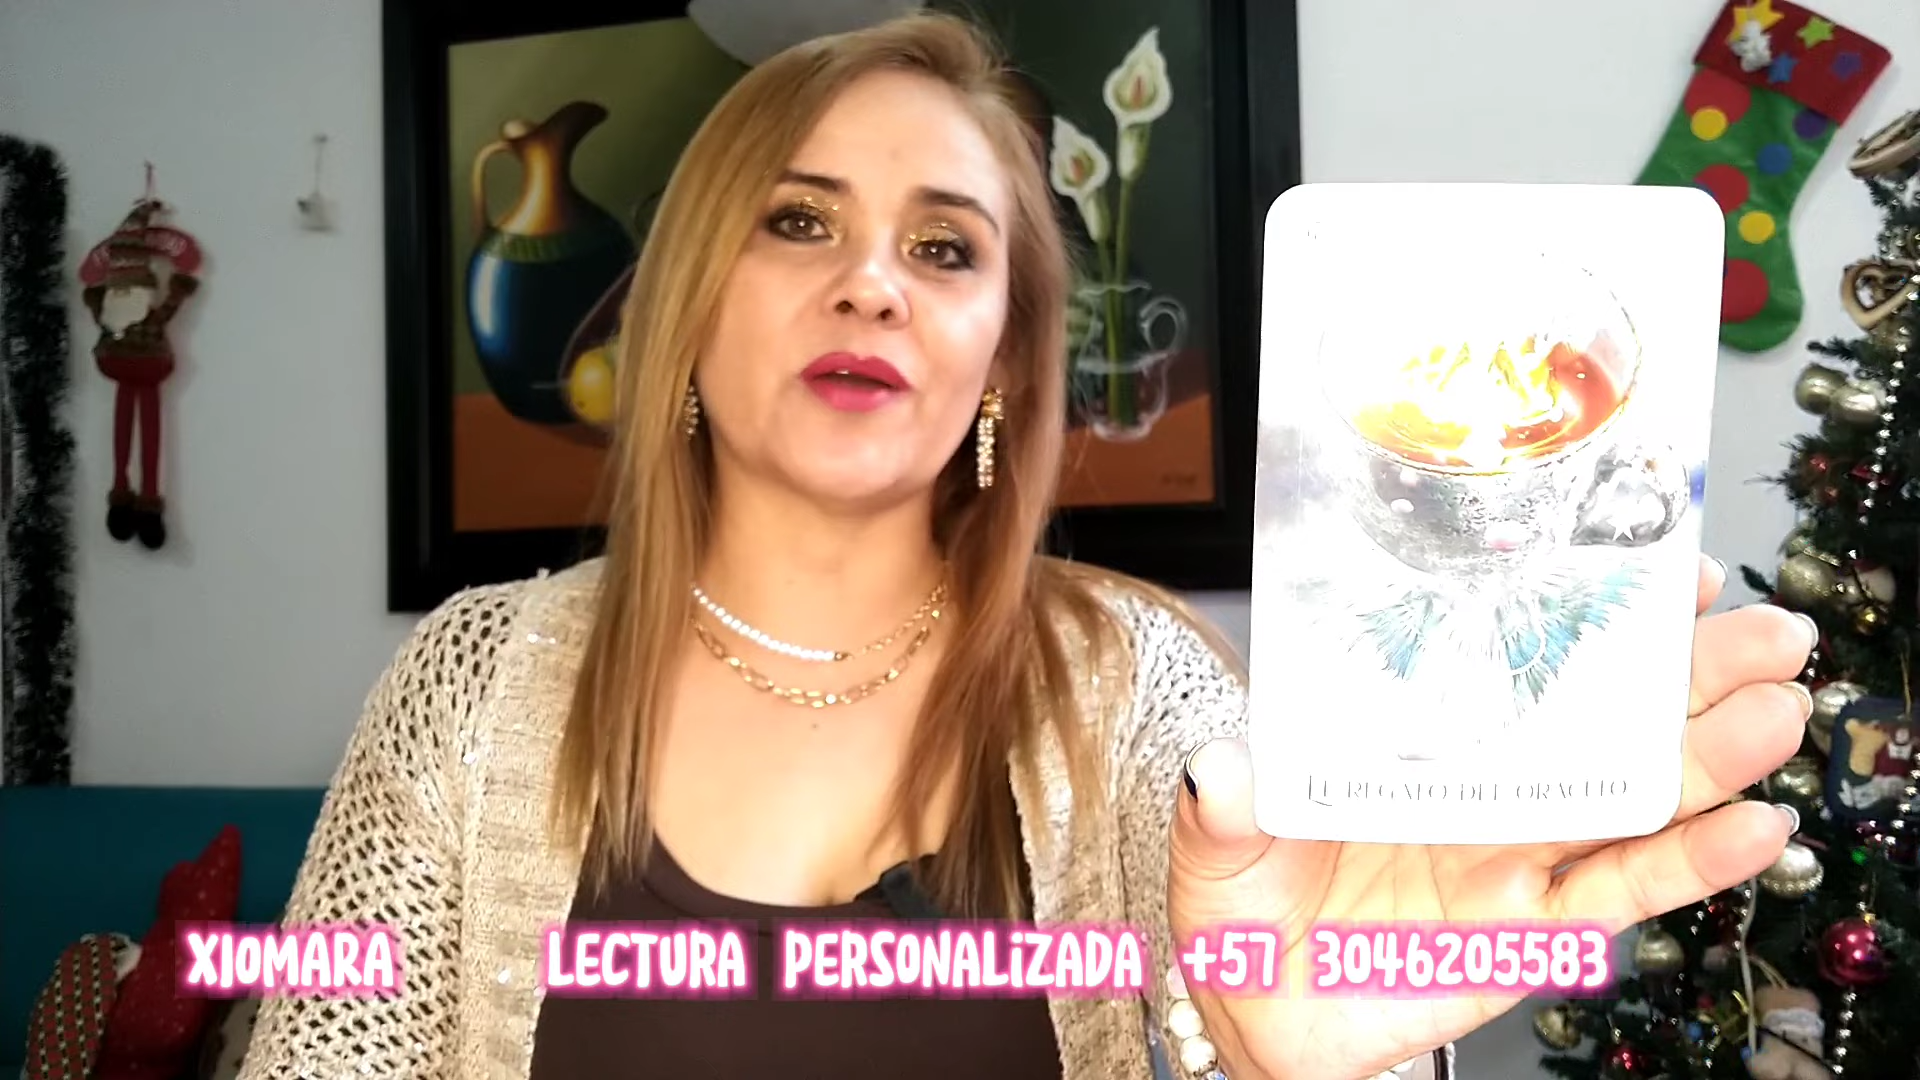 EL REGALO DEL ORACULO
XIOMARA LECTURA PERSONALIZADA +57 3046205583